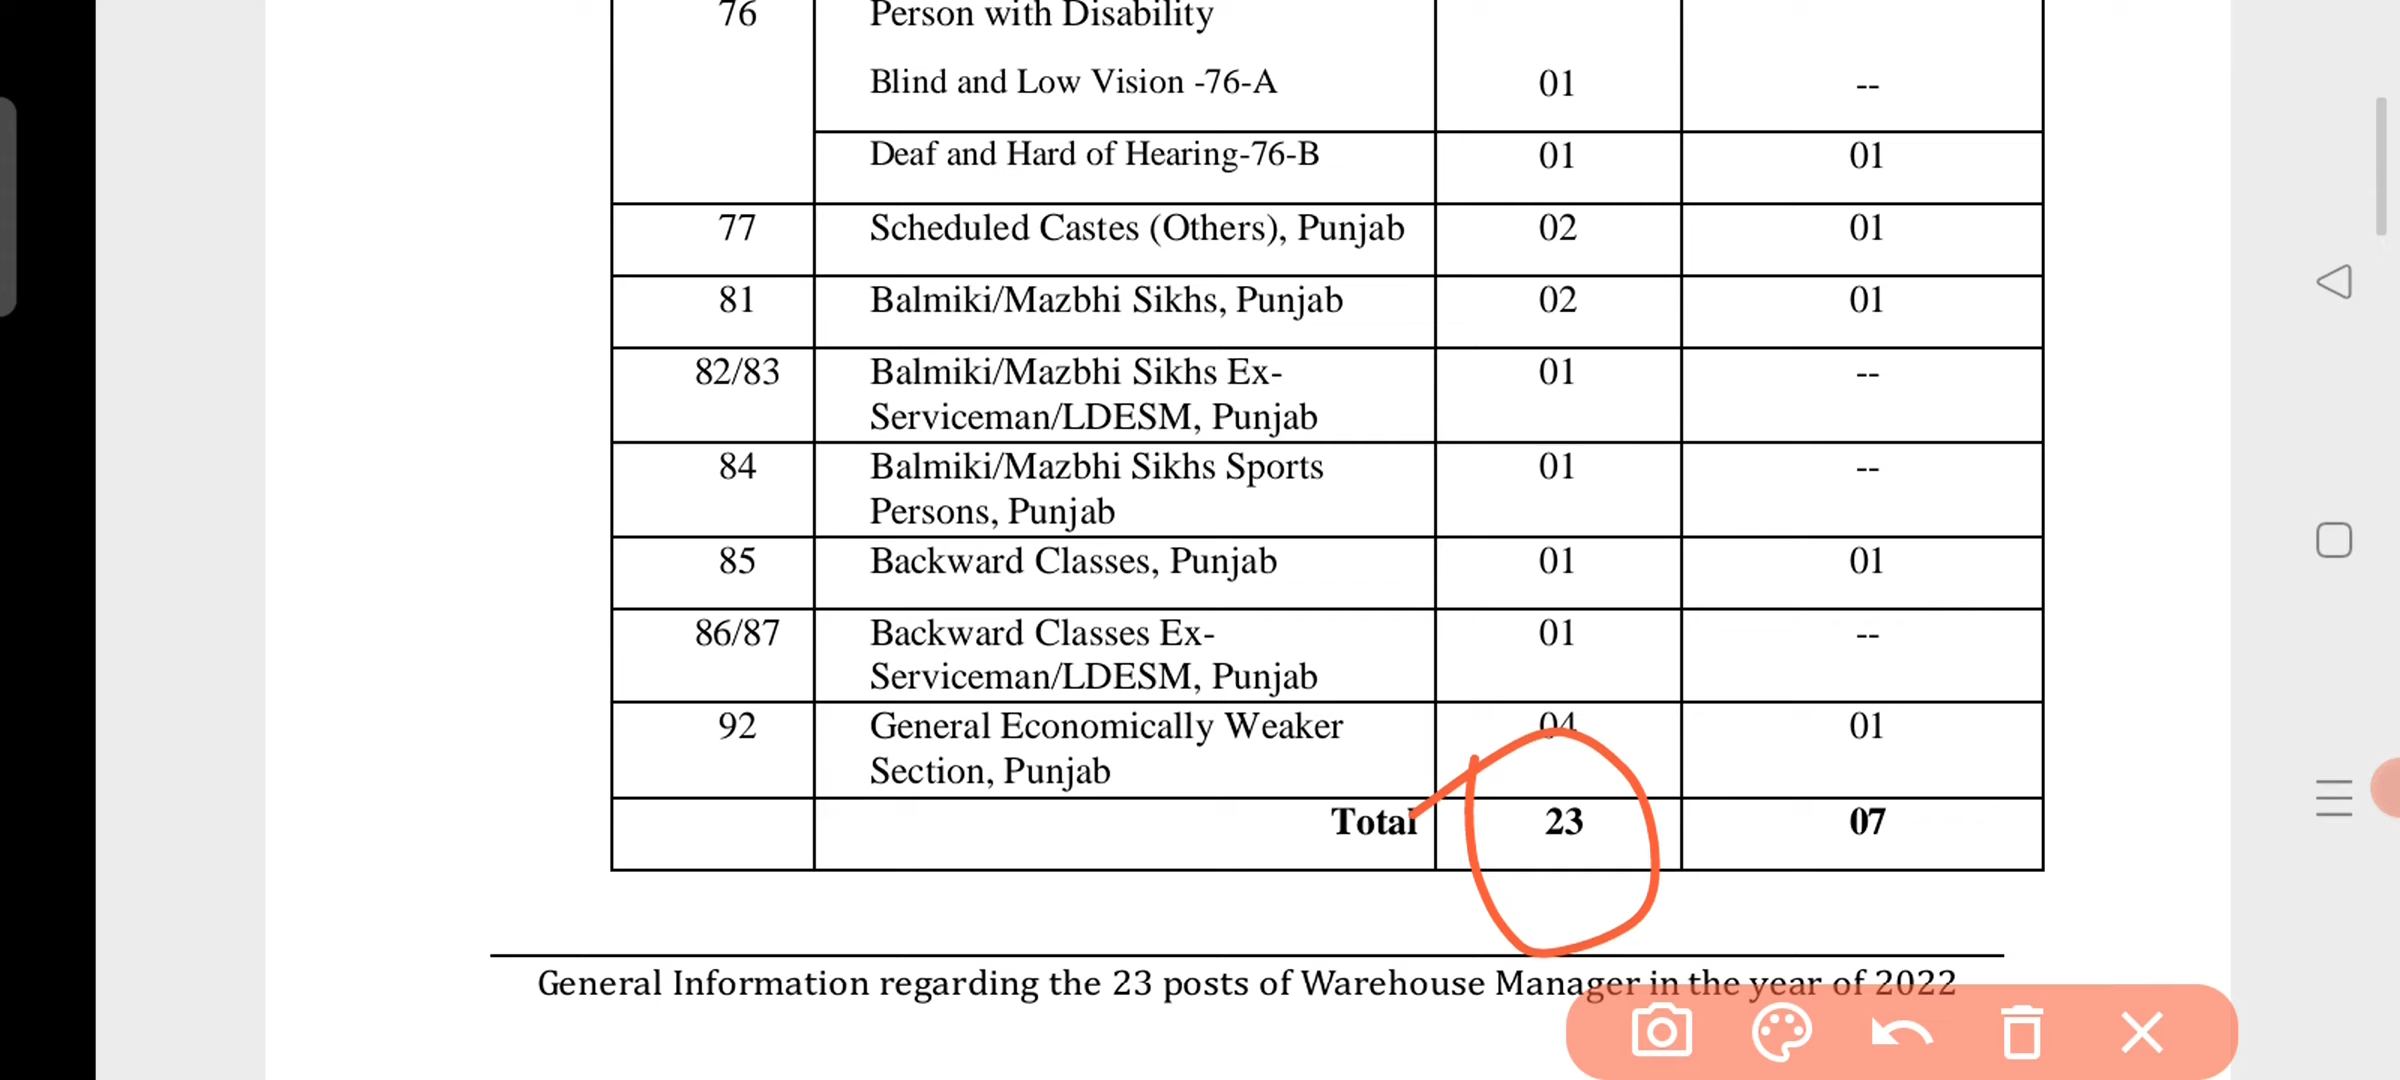 76 Person with Disability
Blind and Low Vision -76-A 01 --
Deaf and Hard of Hearing-76-B 01 01
77 Scheduled Castes (Others), Punjab 02 01
81 Balmiki/Mazbhi Sikhs, Punjab 02 01
82/83 Balmiki/Mazbhi Sikhs Ex- 01 --
Serviceman/LDESM, Punjab
84 Balmiki/Mazbhi Sikhs Sports 01 --
Persons, Punjab
85 Backward Classes, Punjab 01 01
86/87 Backward Classes Ex- 01 --
Serviceman/LDESM, Punjab
92 General Economically Weaker 04 01
Section, Punjab
Total 23 07
General Information regarding the 23 posts of Warehouse Manager in the year of 2022